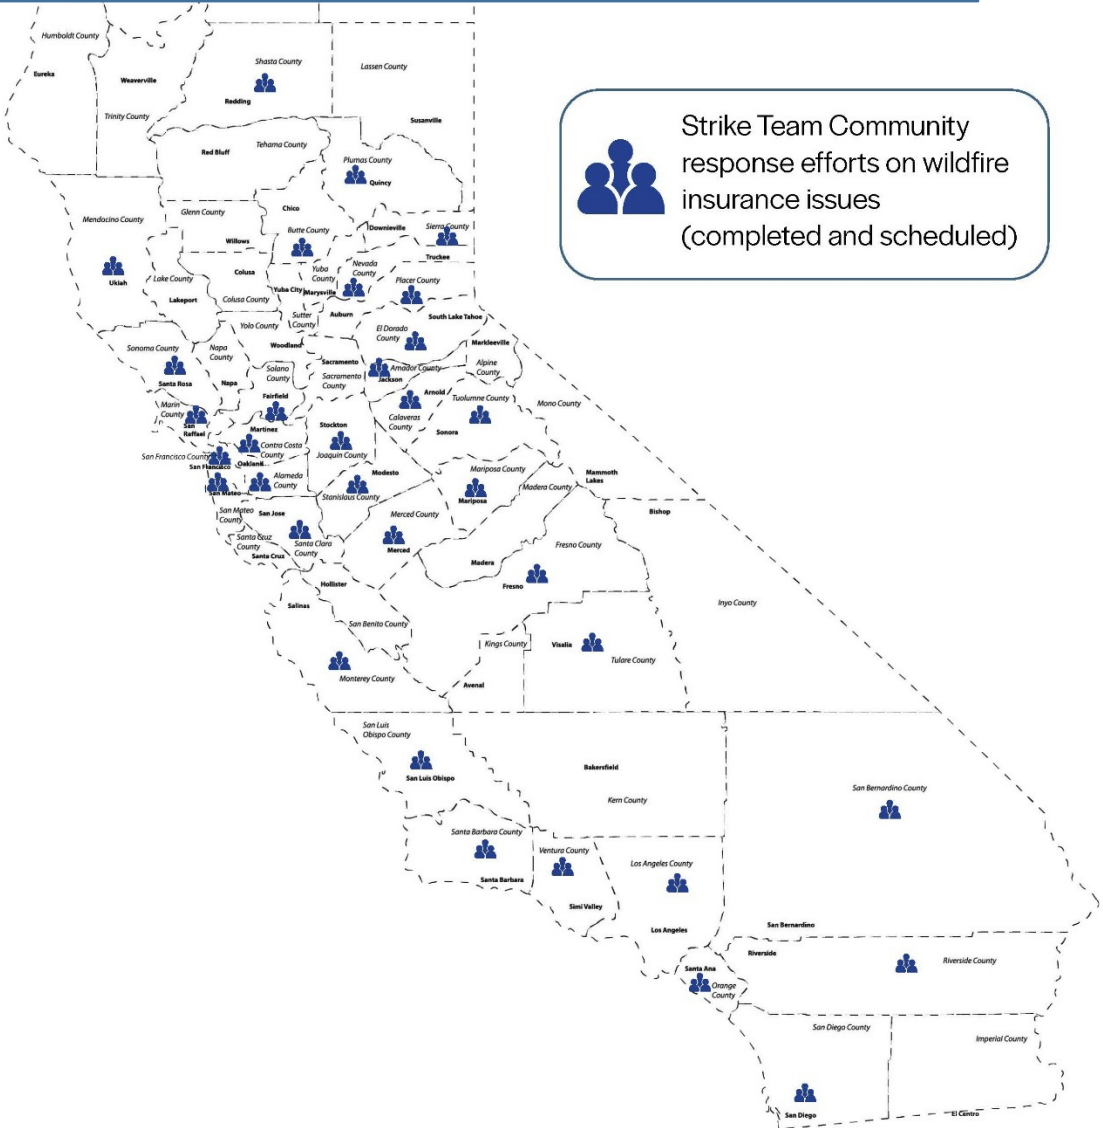 Humboldt County
Eureka
Weaverville
Trinity County
Shasta County
Redding
Lassen County
Susanville
Strike Team Community
response efforts on wildfire
insurance issues
(completed and scheduled)
Red Bluff
Tehama County
Plumas County
Quincy
Mendocino County
Ukiah
Glenn County
Willows
Chico
Butte County
Downieville
Sierra County
Truckee
Lake County
Lakeport
Colusa
Colusa County
Yuba
County
Yuba City
Marysville
Nevada
County
Placer County
Sutter
County
Auburn
South Lake Tahoe
Yolo County
Woodland
El Dorado
County
Markleeville
Sonoma County
Santa Rosa
Napa
County
Napa
Solano
County
Fairfield
Sacramento
Sacramento
County
Amador County
Jackson
Alpine
County
Marin
County
San
Raffael
Martinez
Contra Costa
County
Stockton
Joaquin County
Arnold
Calaveras
County
Tuolumne County
Sonora
Mono County
San Francisco County
San Francisco
Oakland
Alameda
County
San Mateo
San Mateo
County
Modesto
Stanislaus County
Mariposa County
Mariposa
Madera County
Mammoth
Lakes
San Jose
Santa Clara
County
Santa Cruz
County
Santa Cruz
Merced County
Merced
Madera
Fresno County
Fresno
Bishop
Inyo County
Hollister
Salinas
San Benito County
Monterey County
Kings County
Avenal
Visalia
Tulare County
San Luis
Obispo County
San Luis Obispo
Bakersfield
Kern County
San Bernardino County
Santa Barbara County
Santa Barbara
Ventura County
Simi Valley
Los Angeles County
Los Angeles
San Bernardino
Riverside
Riverside County
Santa Ana
Orange
County
San Diego County
San Diego
Imperial County
El Centro